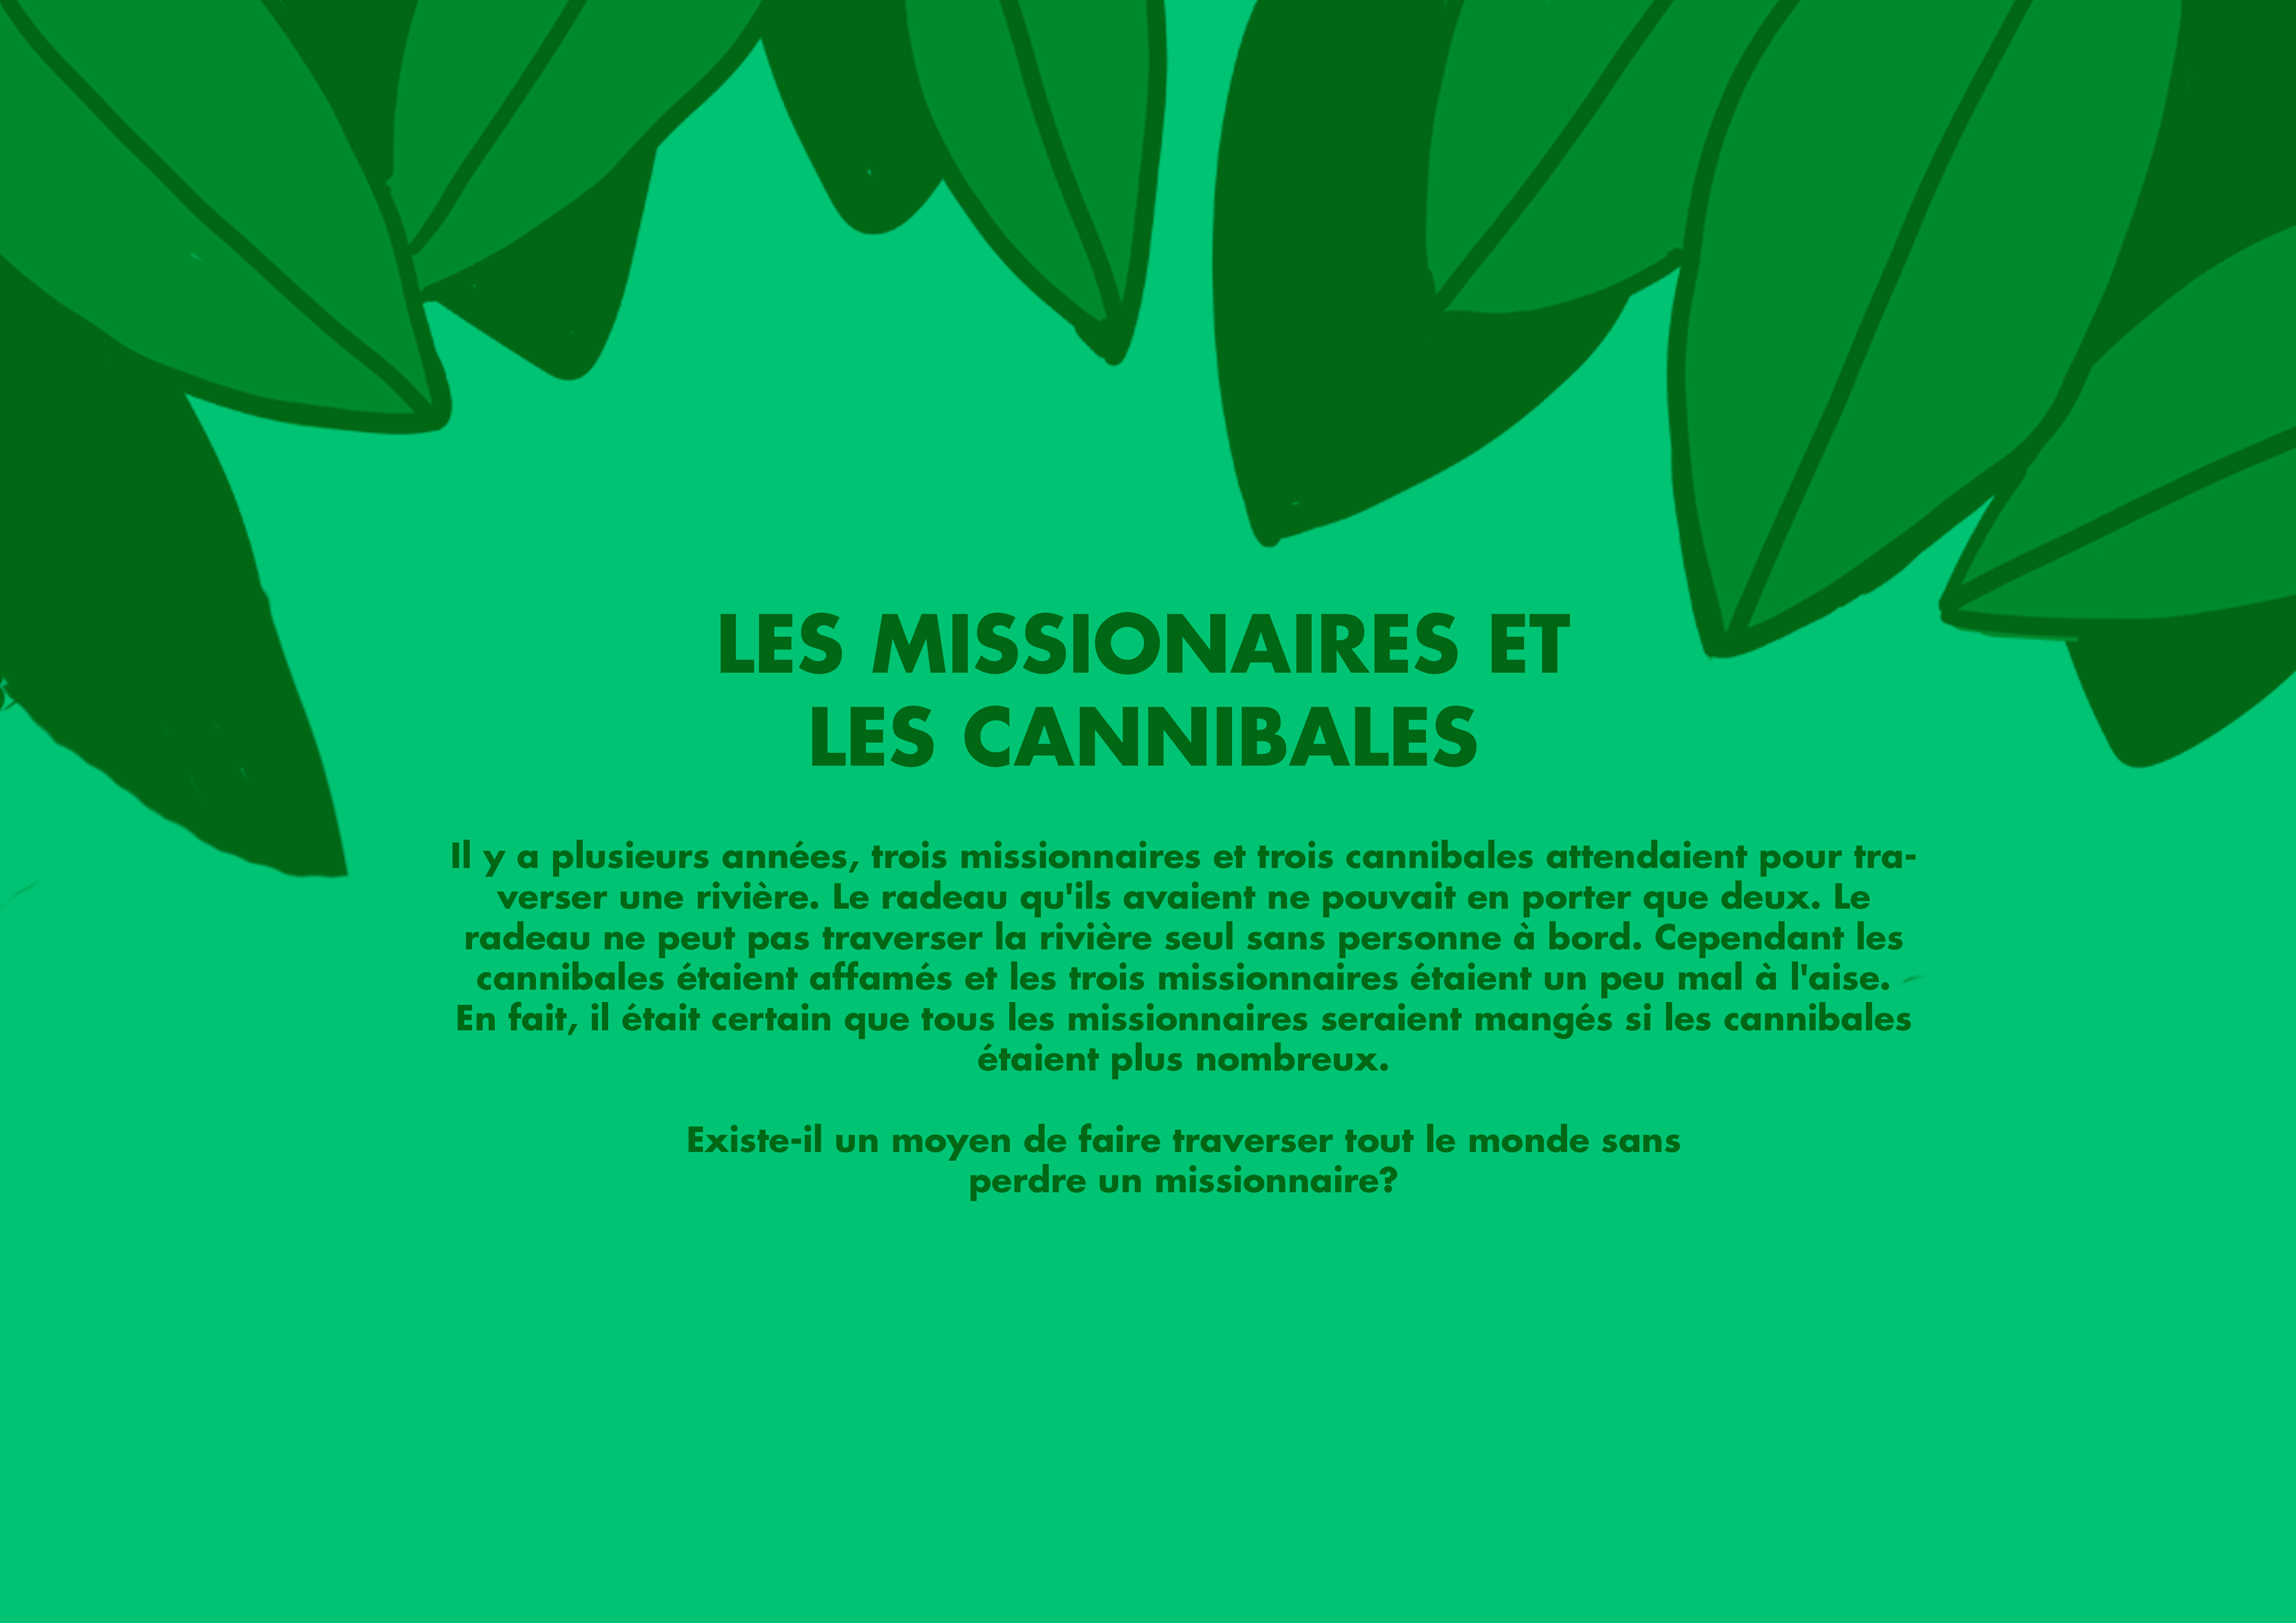 LES MISSIONAIRES ET
LES CANNIBALES
Il y a plusieurs années, trois missionnaires et trois cannibales attendaient pour tra-
verser une rivière. Le radeau qu'ils avaient ne pouvait en porter que deux. Le
radeau ne peut pas traverser la rivière seul sans personne à bord. Cependant les
cannibales étaient affamés et les trois missionnaires étaient un peu mal à l'aise.
En fait, il était certain que tous les missionnaires seraient mangés si les cannibales
étaient plus nombreux.
Existe-il un moyen de faire traverser tout le monde sans
perdre un missionnaire?